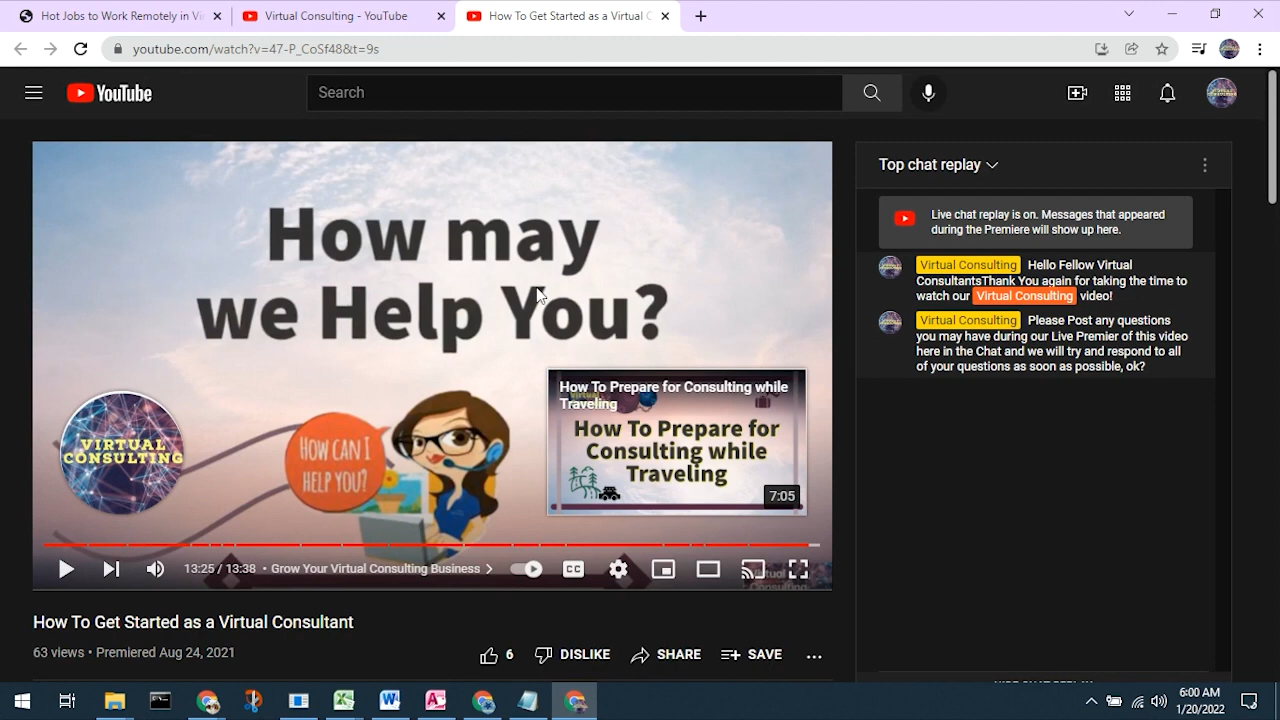 Hot Jobs to Work Remotely in Vir
Virtual Consulting - YouTube
How To Get Started as a Virtual C
youtube.com/watch?v=47-P_CoSf48&t=9s
YouTube
Search
How may
we Help You?
VIRTUAL
CONSULTING
HOW CAN I
HELP YOU?
How To Prepare for Consulting while
Traveling
How To Prepare for
Consulting while
Traveling
7:05
13:25 / 13:38 • Grow Your Virtual Consulting Business
CC
How To Get Started as a Virtual Consultant
63 views • Premiered Aug 24, 2021
6
DISLIKE
SHARE
SAVE
Top chat replay
Live chat replay is on. Messages that appeared
during the Premiere will show up here.
Virtual Consulting Hello Fellow Virtual
ConsultantsThank You again for taking the time to
watch our Virtual Consulting video!
Virtual Consulting Please Post any questions
you may have during our Live Premier of this video
here in the Chat and we will try and respond to all
of your questions as soon as possible, ok?
HIDE CHAT REPLAY
6:00 AM
1/20/2022